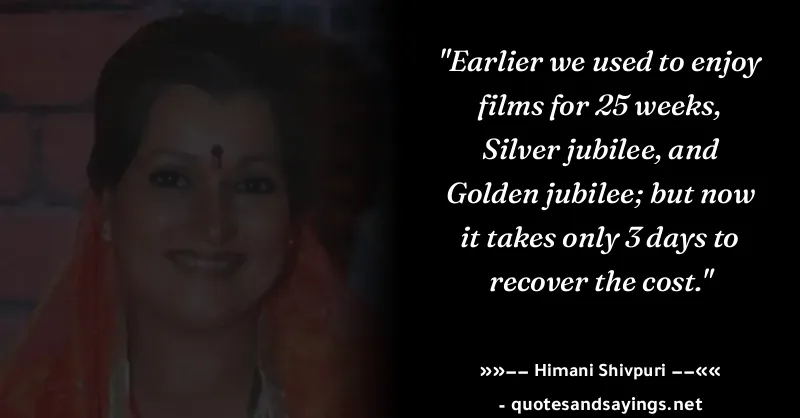 "Earlier we used to enjoy
films for 25 weeks,
Silver jubilee, and
Golden jubilee; but now
it takes only 3 days to
recover the cost."
»»–– Himani Shivpuri ––««
- quotesandsayings.net